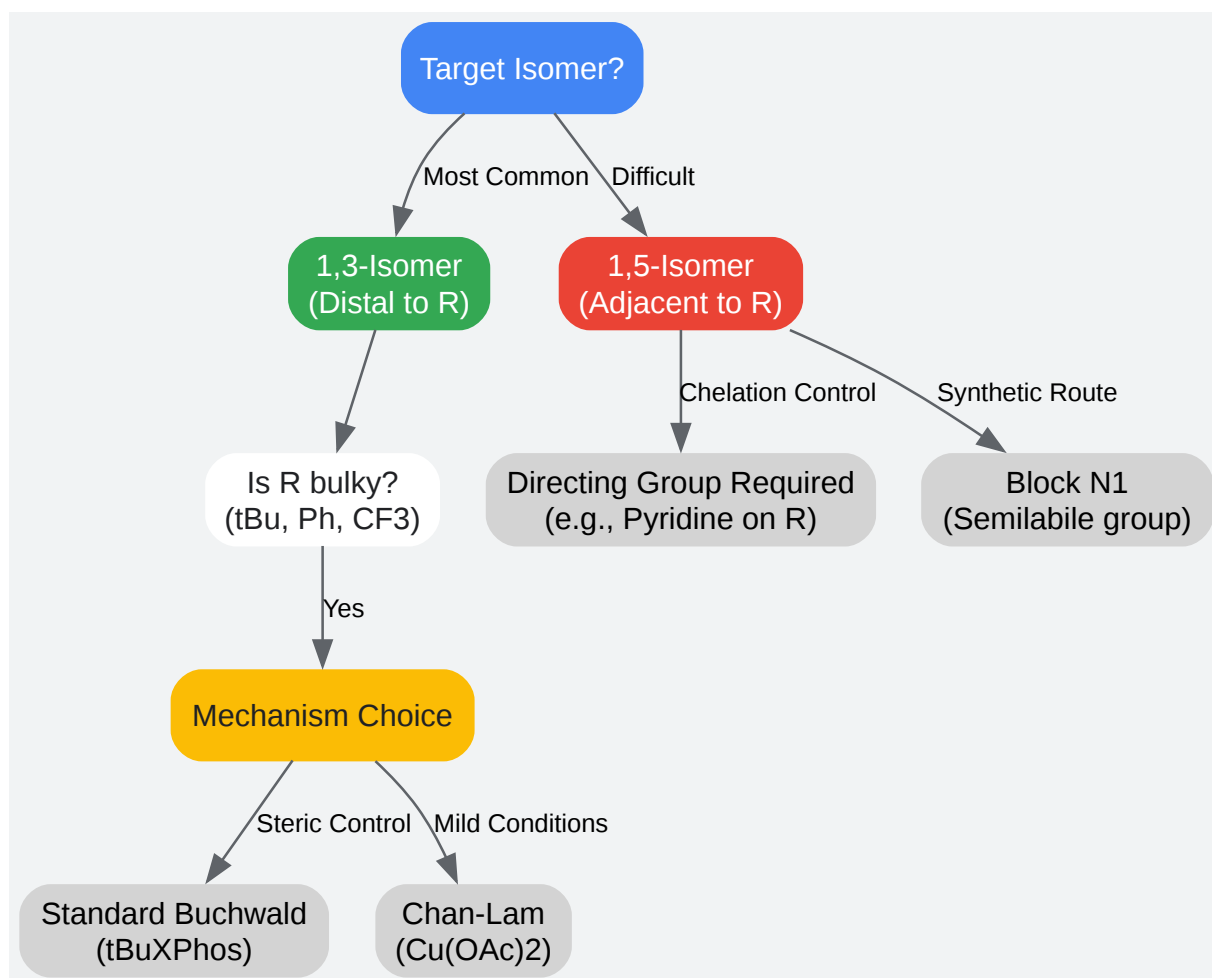 Target Isomer?
Most Common
Difficult
1,3-Isomer
(Distal to R)
1,5-Isomer
(Adjacent to R)
Chelation Control
Synthetic Route
Is R bulky?
(tBu, Ph, CF3)
Directing Group Required
(e.g., Pyridine on R)
Block N1
(Semilabile group)
Yes
Mechanism Choice
Steric Control
Mild Conditions
Standard Buchwald
(tBuXPhos)
Chan-Lam
(Cu(OAc)2)